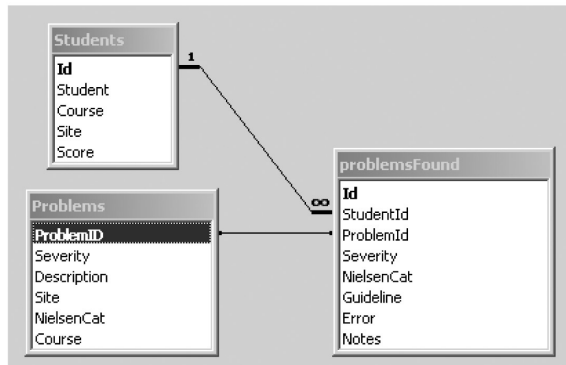 Students
Id
Student
Course
Site
Score
1
∞
problemsFound
Id
StudentId
ProblemId
Severity
NielsenCat
Guideline
Error
Notes
Problems
ProblemID
Severity
Description
Site
NielsenCat
Course